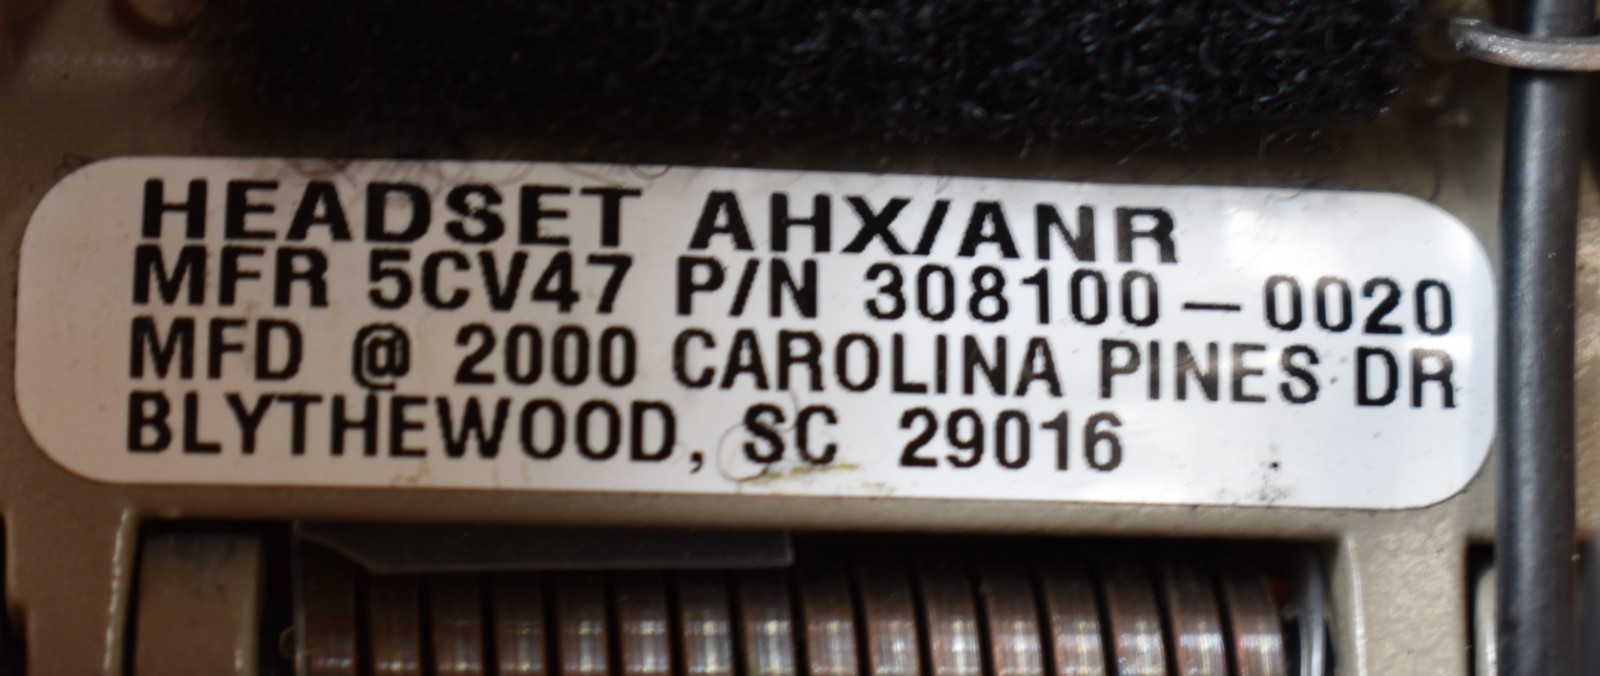 HEADSET AHX/ANR
MFR 5CV47 P/N 308100-0020
MFD @ 2000 CAROLINA PINES DR
BLYTHEWOOD, SC 29016